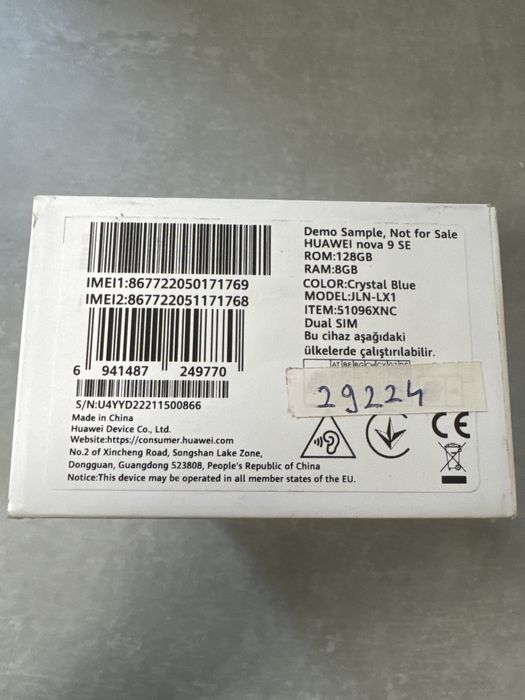 Demo Sample, Not for Sale
HUAWEI nova 9 SE
ROM:128GB
RAM:8GB
COLOR:Crystal Blue
MODEL:JLN-LX1
ITEM:51096XNC
Dual SIM
Bu cihaz aşağıdaki
ülkelerde çalıştırılabilir.
29224
CE
IMEI1:867722050171769
IMEI2:867722051171768
6 941487 249770
S/N:U4YYD22211500866
Made in China
Huawei Device Co., Ltd.
Website:https://consumer.huawei.com
No.2 of Xincheng Road, Songshan Lake Zone,
Dongguan, Guangdong 523808, People's Republic of China
Notice:This device may be operated in all member states of the EU.